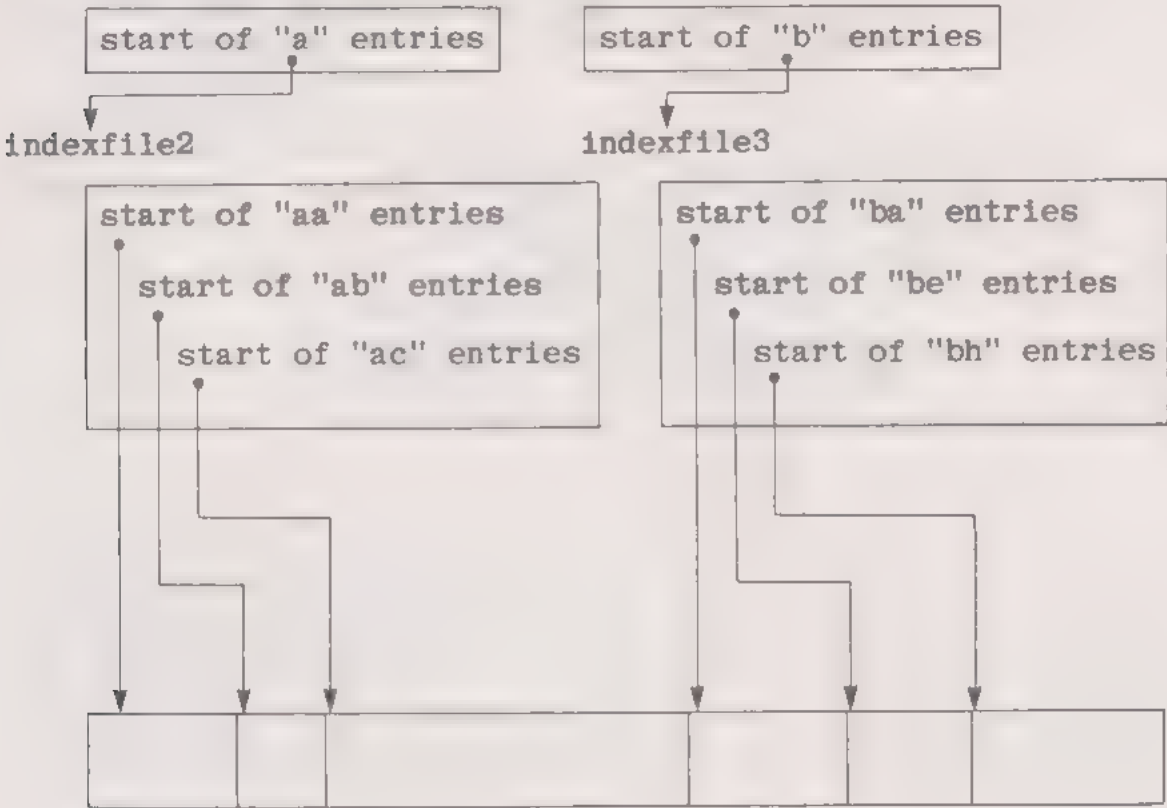 start of "a" entries
start of "b" entries
indexfile2
indexfile3
start of "aa" entries
start of "ab" entries
start of "ac" entries
start of "ba" entries
start of "be" entries
start of "bh" entries